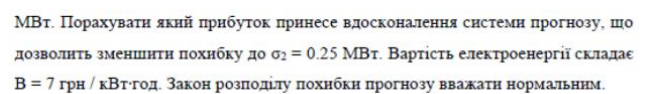 МВт. Порахувати який прибуток принесе вдосконалення системи прогнозу, що
дозволить зменшити похибку до σ₂ = 0.25 МВт. Вартість електроенергії складає
В = 7 грн / кВт·год. Закон розподілу похибки прогнозу вважати нормальним.